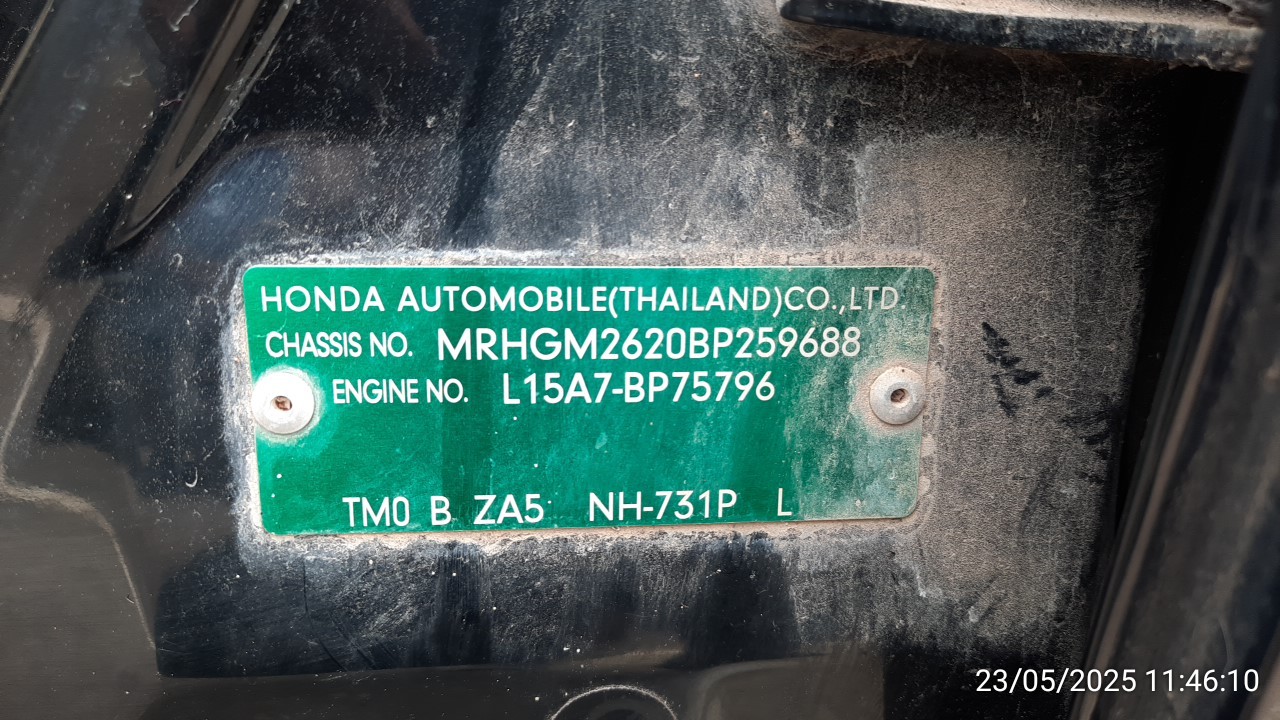 HONDA AUTOMOBILE(THAILAND)CO.,LTD.
CHASSIS NO. MRHGM2620BP259688
ENGINE NO. L15A7-BP75796
TM0 B ZA5 NH-731P L
23/05/2025 11:46:10